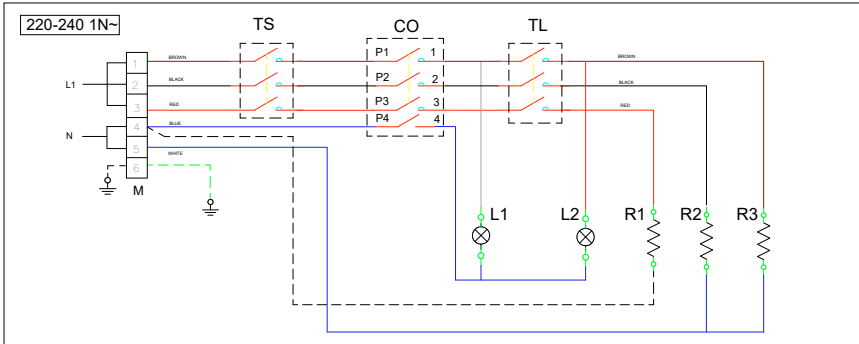 220-240 1N~
TS
CO
TL
1
BROWN
P1
1
BROWN
L1
2
BLACK
P2
2
BLACK
3
RED
P3
3
RED
N
4
BLUE
P4
4
5
WHITE
6
M
L1
L2
R1
R2
R3